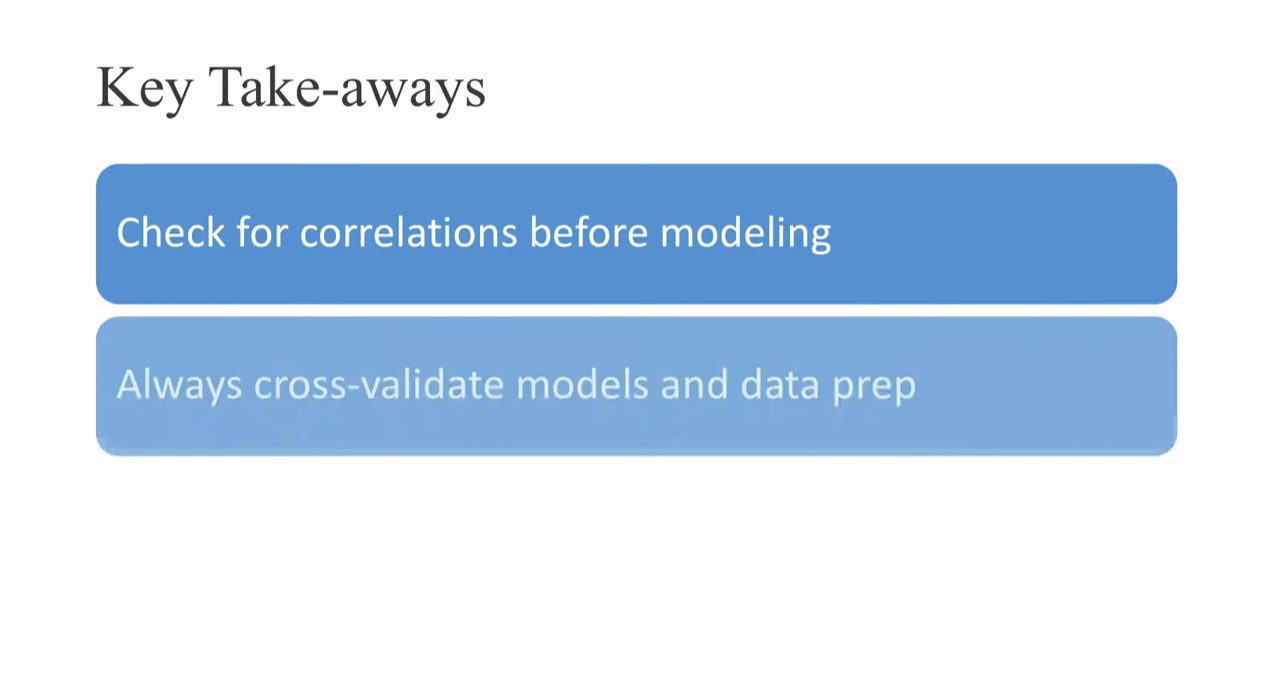 Key Take-aways
Check for correlations before modeling
Always cross-validate models and data prep